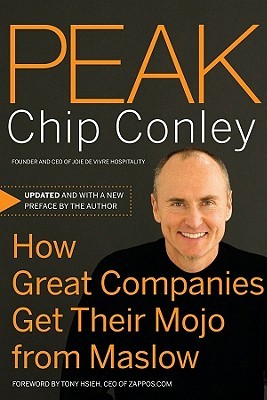 PEAK
Chip Conley
FOUNDER AND CEO OF JOIE DE VIVRE HOSPITALITY
UPDATED AND WITH A NEW
PREFACE BY THE AUTHOR
How
Great Companies
Get Their Mojo
from Maslow
FOREWORD BY TONY HSIEH, CEO OF ZAPPOS.COM